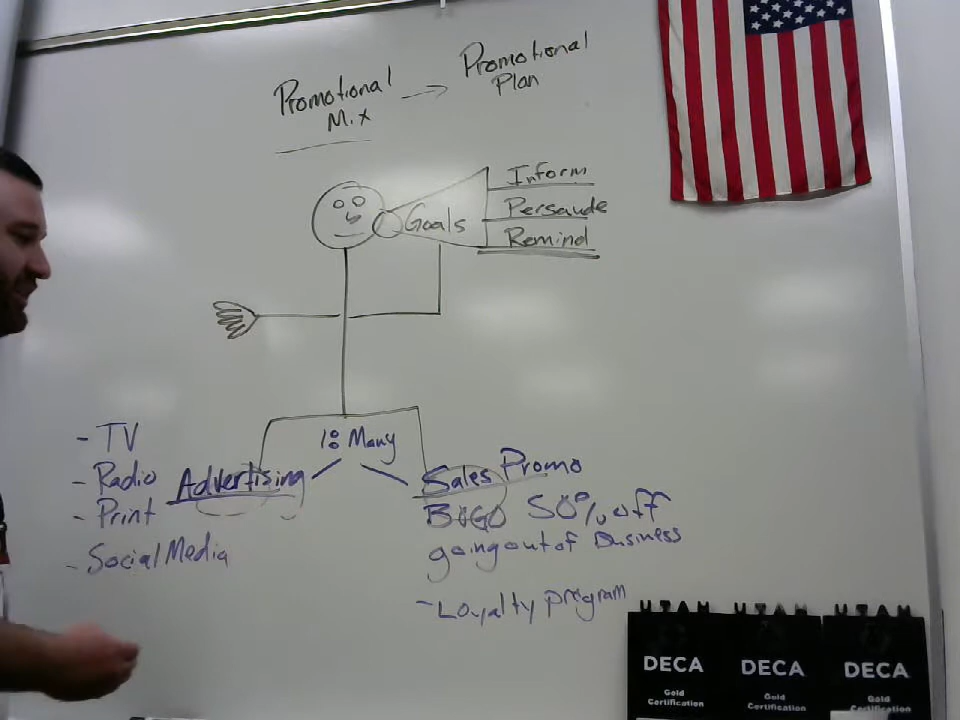 Promotional
Mix
Promotional
Plan
Goals
Inform
Persaude
Remind
1:Many
Advertising
- TV
- Radio
- Print
- Social Media
Sales Promo
BOGO 50% off
going out of Business
- Loyalty program
UTAH UTAH UTAH
DECA DECA DECA
Gold Gold Gold
Certification Certification Certification